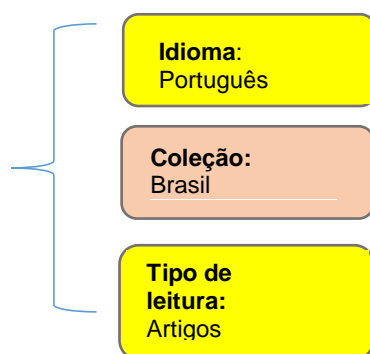 Idioma:
Português
Coleção:
Brasil
Tipo de
leitura:
Artigos